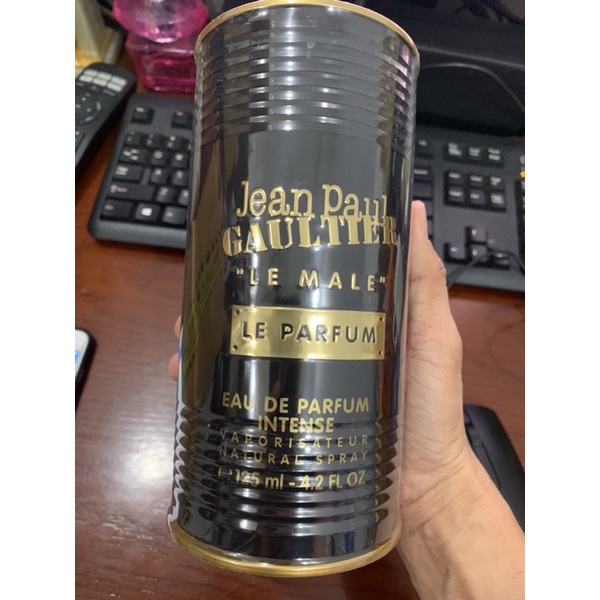 Jean Paul
GAULTIER
"LE MALE"
LE PARFUM
EAU DE PARFUM
INTENSE
VAPORISATEUR
NATURAL SPRAY
℮ 125 ml - 4.2 FL OZ